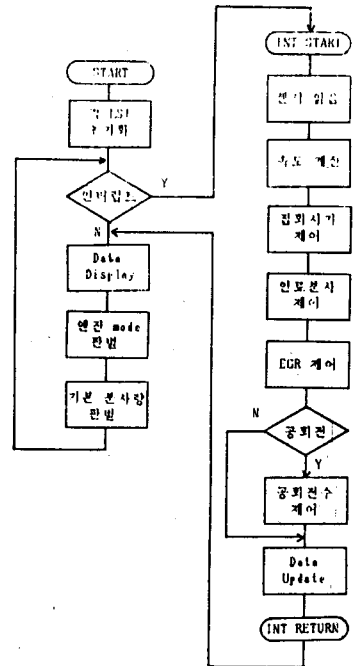 START
각 LSI
초기화
인터럽트
Y
N
Data
Display
엔진 mode
판별
기본 분사량
판별
INT START
센서 읽음
속도 계산
점화시기
제어
연료분사
제어
EGR 제어
N
공회전
Y
공회전수
제어
Data
Update
INT RETURN